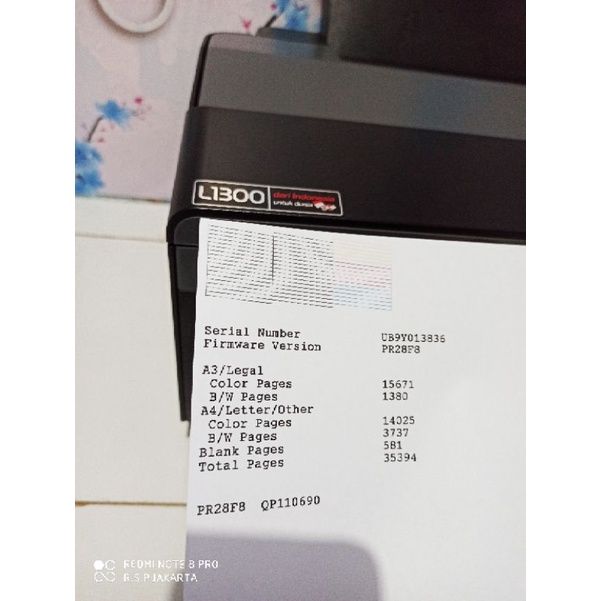 L1300 dari Indonesia
untuk dunia
Serial Number UB9Y013836
Firmware Version PR28F8
A3/Legal
Color Pages 15671
B/W Pages 1380
A4/Letter/Other
Color Pages 14025
B/W Pages 3737
Blank Pages 581
Total Pages 35394
PR28F8 QP110690
REDMI NOTE 8 PRO
R.S.P.JAKARTA